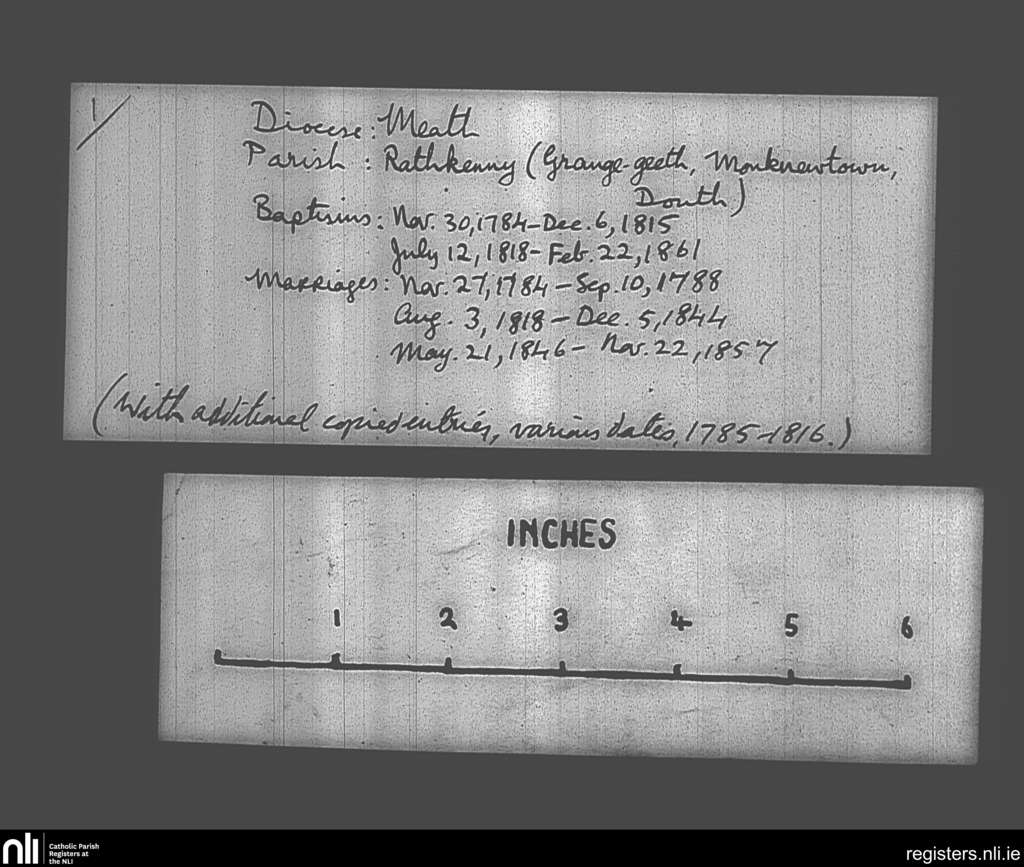 1/
Diocese: Meath
Parish: Rathkenny (Grange-geeth, Monknewtown,
Douth)
Baptisms: Nov. 30, 1784 - Dec. 6, 1815
July 12, 1818 - Feb. 22, 1861
Marriages: Nov. 27, 1784 - Sep. 10, 1788
Aug. 3, 1818 - Dec. 5, 1844
May. 21, 1846 - Nov. 22, 1857
(With additional copied entries, various dates, 1785-1816.)
INCHES
1 2 3 4 5 6
nli Catholic Parish
Registers at
the NLI
registers.nli.ie